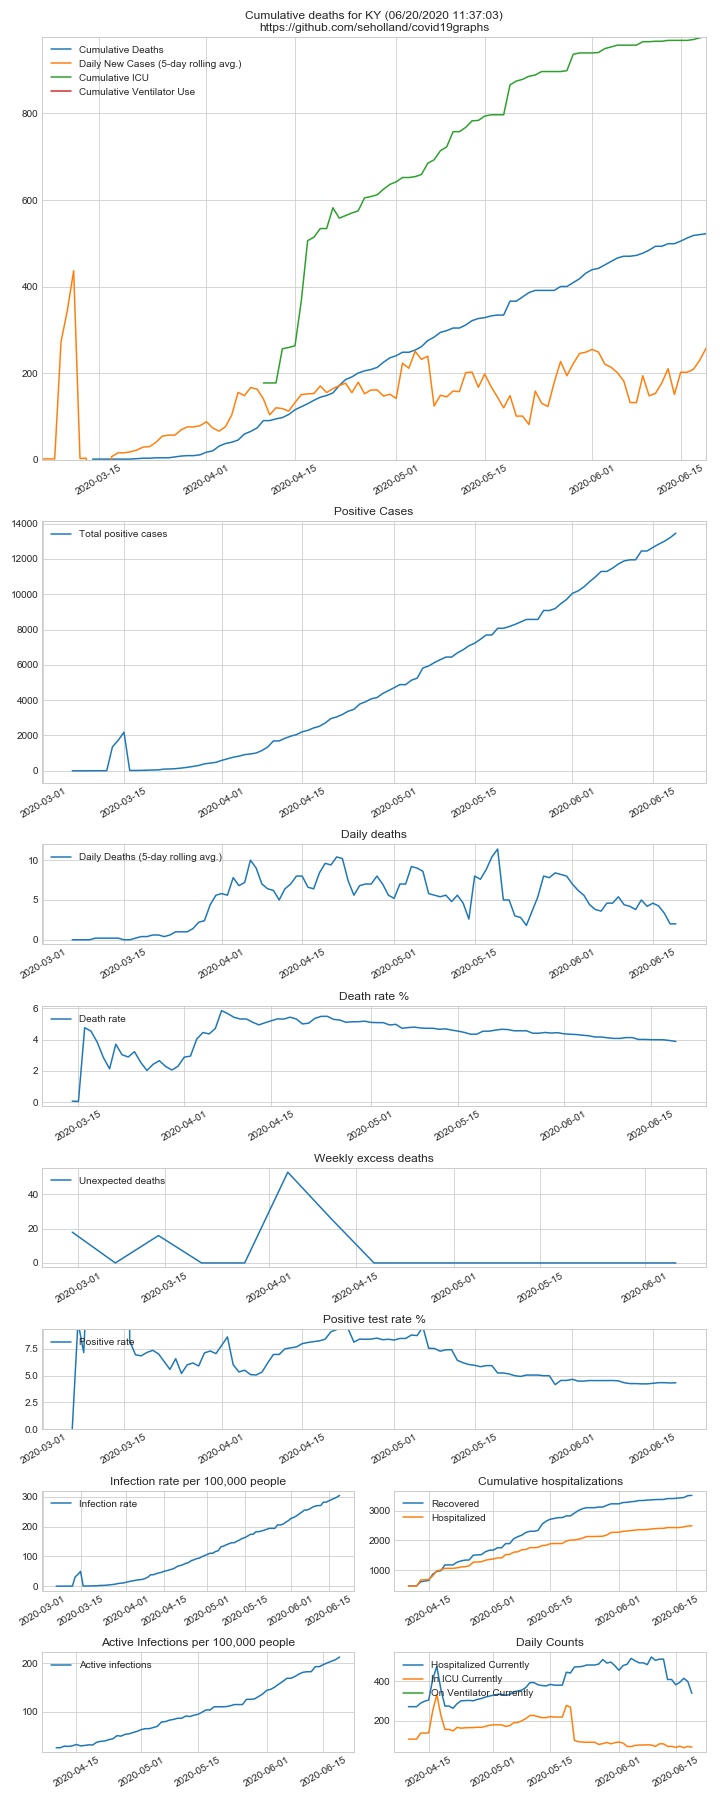 Cumulative deaths for KY (06/20/2020 11:37:03)
https://github.com/seholland/covid19graphs
Cumulative Deaths
Daily New Cases (5-day rolling avg.)
Cumulative ICU
Cumulative Ventilator Use
800
600
400
200
0
2020-03-15 2020-04-01 2020-04-15 2020-05-01 2020-05-15 2020-06-01 2020-06-15
Positive Cases
Total positive cases
14000
12000
10000
8000
6000
4000
2000
0
2020-03-01 2020-03-15 2020-04-01 2020-04-15 2020-05-01 2020-05-15 2020-06-01 2020-06-15
Daily deaths
Daily Deaths (5-day rolling avg.)
10
5
0
2020-03-01 2020-03-15 2020-04-01 2020-04-15 2020-05-01 2020-05-15 2020-06-01 2020-06-15
Death rate %
Death rate
6
4
2
0
2020-03-15 2020-04-01 2020-04-15 2020-05-01 2020-05-15 2020-06-01 2020-06-15
Weekly excess deaths
Unexpected deaths
40
20
0
2020-03-01 2020-03-15 2020-04-01 2020-04-15 2020-05-01 2020-05-15 2020-06-01
Positive test rate %
Positive rate
7.5
5.0
2.5
0.0
2020-03-01 2020-03-15 2020-04-01 2020-04-15 2020-05-01 2020-05-15 2020-06-01 2020-06-15
Infection rate per 100,000 people
Infection rate
300
200
100
0
2020-03-01 2020-03-15 2020-04-01 2020-04-15 2020-05-01 2020-05-15 2020-06-01 2020-06-15
Cumulative hospitalizations
Recovered
Hospitalized
3000
2000
1000
2020-04-15 2020-05-01 2020-05-15 2020-06-01 2020-06-15
Active Infections per 100,000 people
Active infections
200
100
2020-04-15 2020-05-01 2020-05-15 2020-06-01 2020-06-15
Daily Counts
Hospitalized Currently
In ICU Currently
On Ventilator Currently
400
200
2020-04-15 2020-05-01 2020-05-15 2020-06-01 2020-06-15